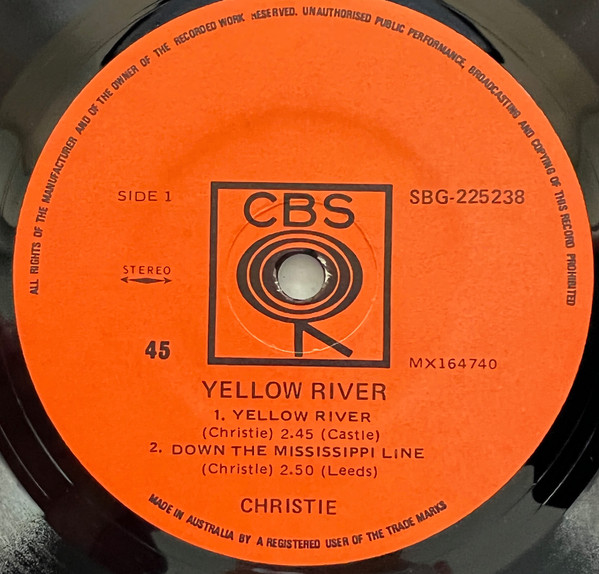 ALL RIGHTS OF THE MANUFACTURER AND OF THE OWNER OF THE RECORDED WORK RESERVED. UNAUTHORISED PUBLIC PERFORMANCE, BROADCASTING AND COPYING OF THIS RECORD PROHIBITED
SIDE 1
CBS
SBG-225238
STEREO
45
MX164740
YELLOW RIVER
1. YELLOW RIVER
(Christie) 2.45 (Castle)
2. DOWN THE MISSISSIPPI LINE
(Christie) 2.50 (Leeds)
CHRISTIE
MADE IN AUSTRALIA BY A REGISTERED USER OF THE TRADE MARKS